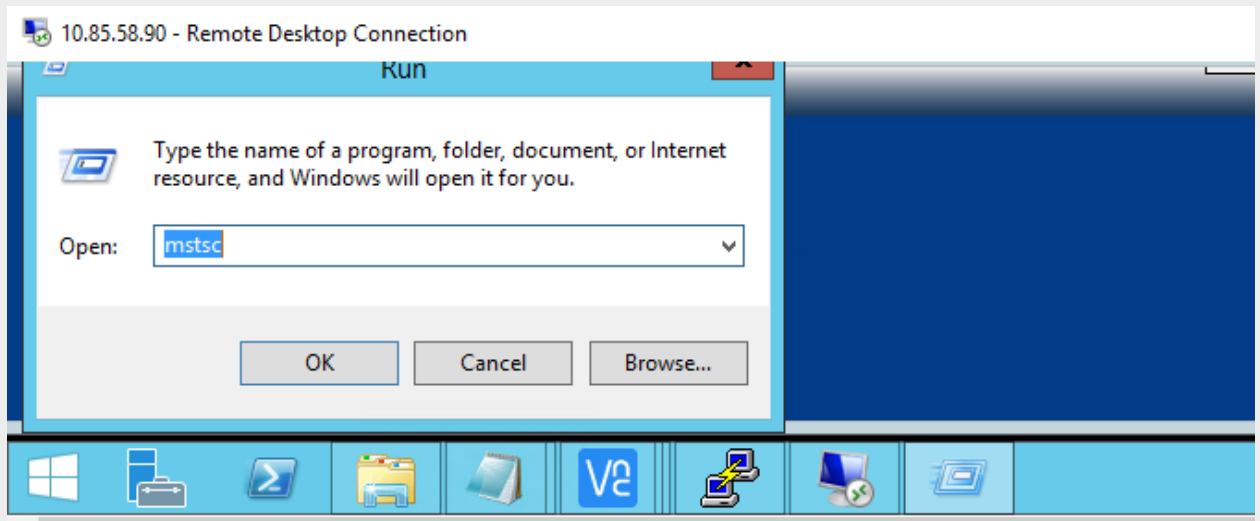 10.85.58.90 - Remote Desktop Connection
Run
Type the name of a program, folder, document, or Internet
resource, and Windows will open it for you.
Open: mstsc
OK Cancel Browse...